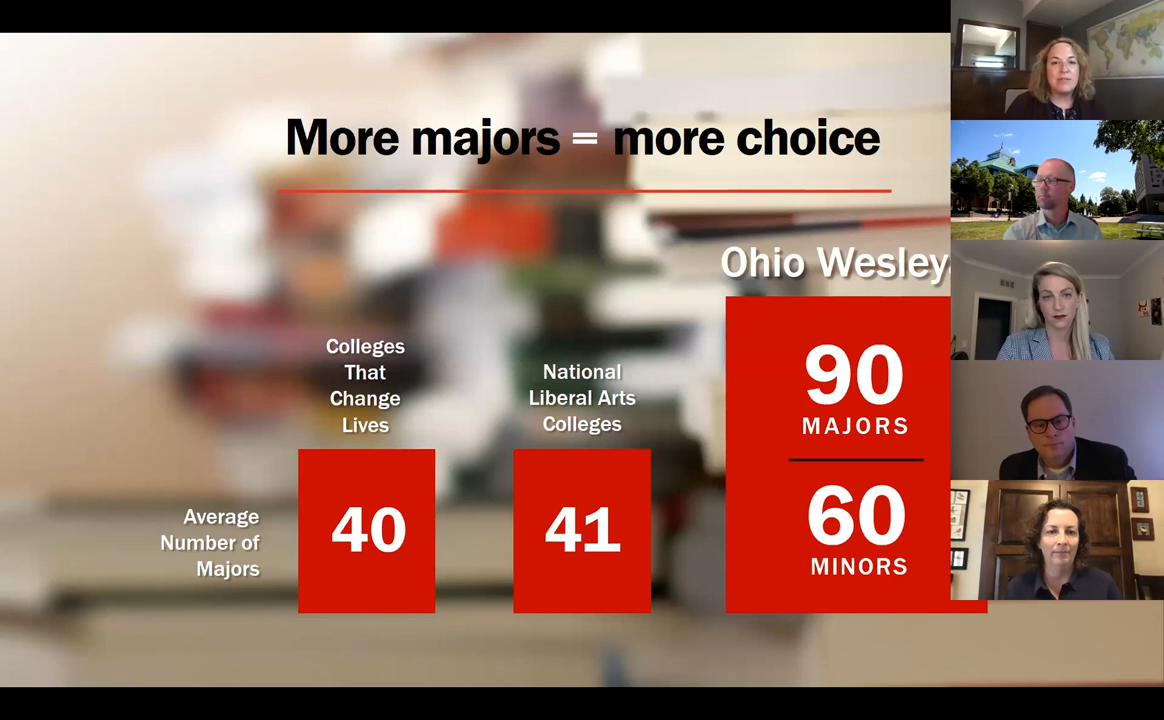 More majors = more choice
Ohio Wesley
Colleges
That
Change
Lives
National
Liberal Arts
Colleges
90
MAJORS
60
MINORS
Average
Number of
Majors
40
41